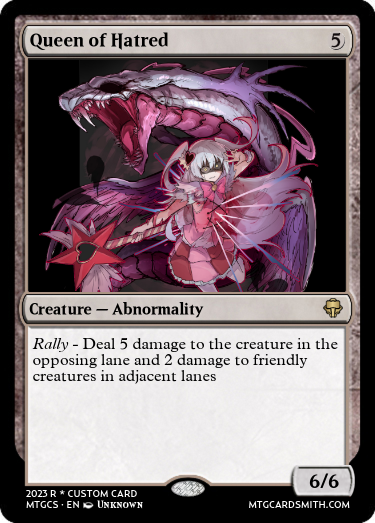 Queen of Hatred 5
Creature — Abnormality
Rally - Deal 5 damage to the creature in the
opposing lane and 2 damage to friendly
creatures in adjacent lanes
6/6
2023 R * CUSTOM CARD
MTGCS • EN Unknown
MTGCARDSMITH.COM